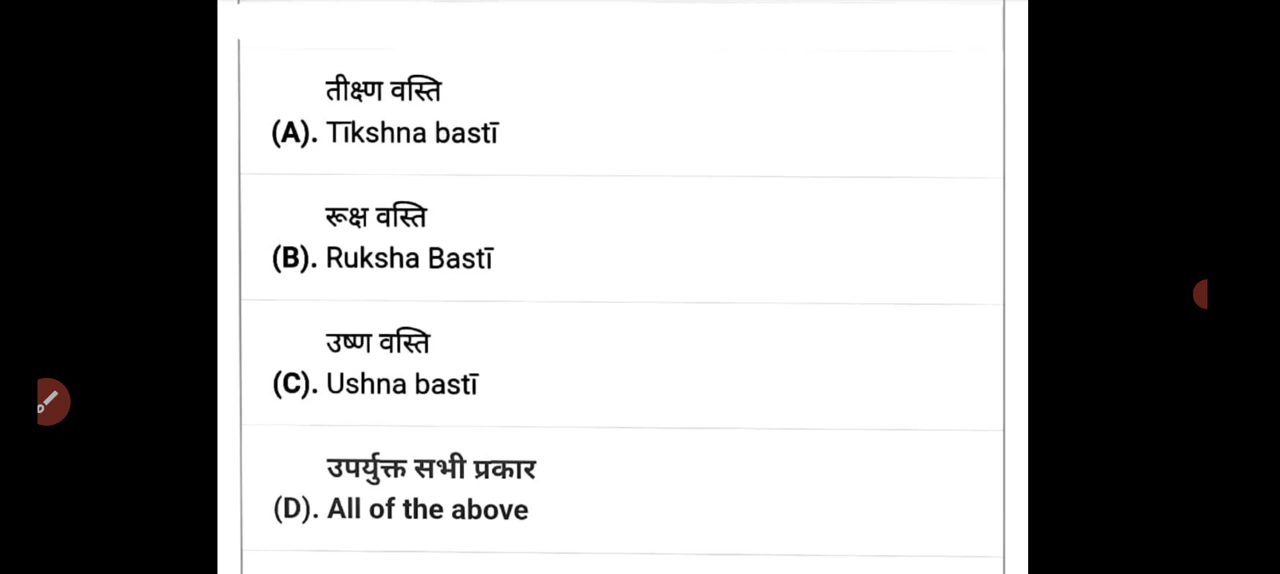 तीक्ष्ण वस्ति
(A). Tīkshna bastī
रूक्ष वस्ति
(B). Ruksha Bastī
उष्ण वस्ति
(C). Ushna bastī
उपर्युक्त सभी प्रकार
(D). All of the above